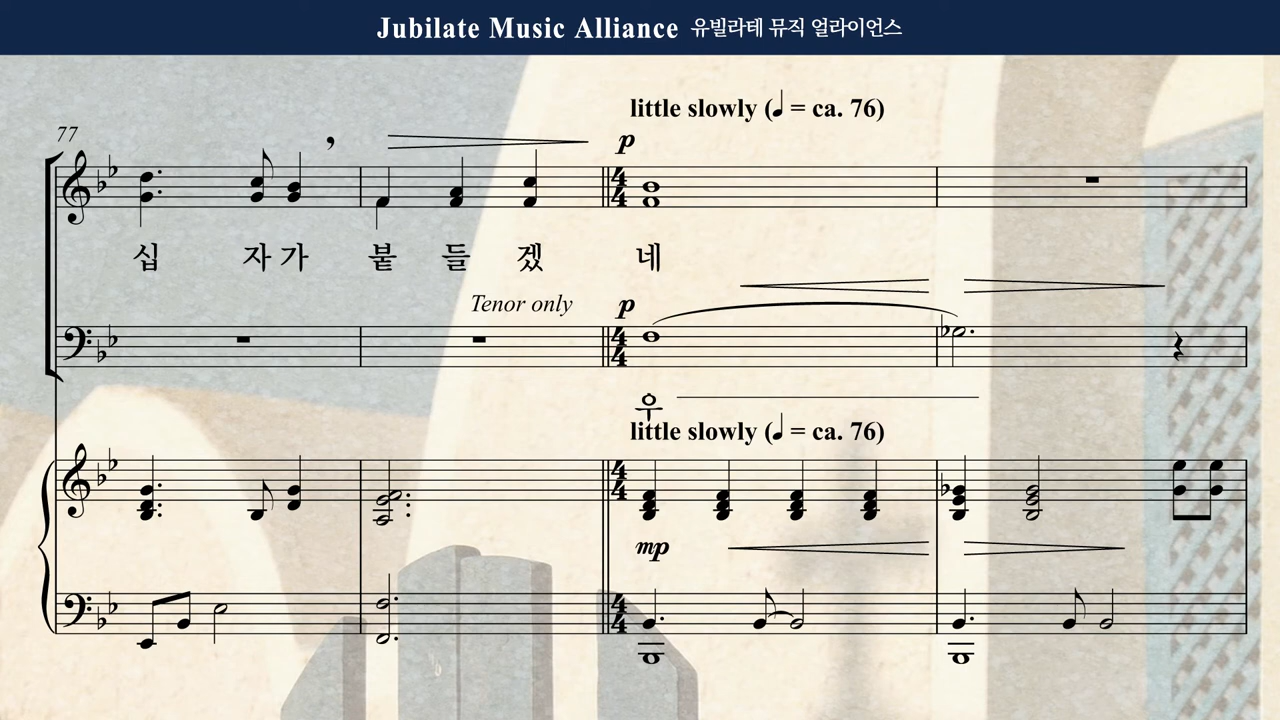 Jubilate Music Alliance 유빌라테 뮤직 얼라이언스
little slowly (♩ = ca. 76)
77
p
십 자 가 붙 들 겠 네
Tenor only
p
우
little slowly (♩ = ca. 76)
mp